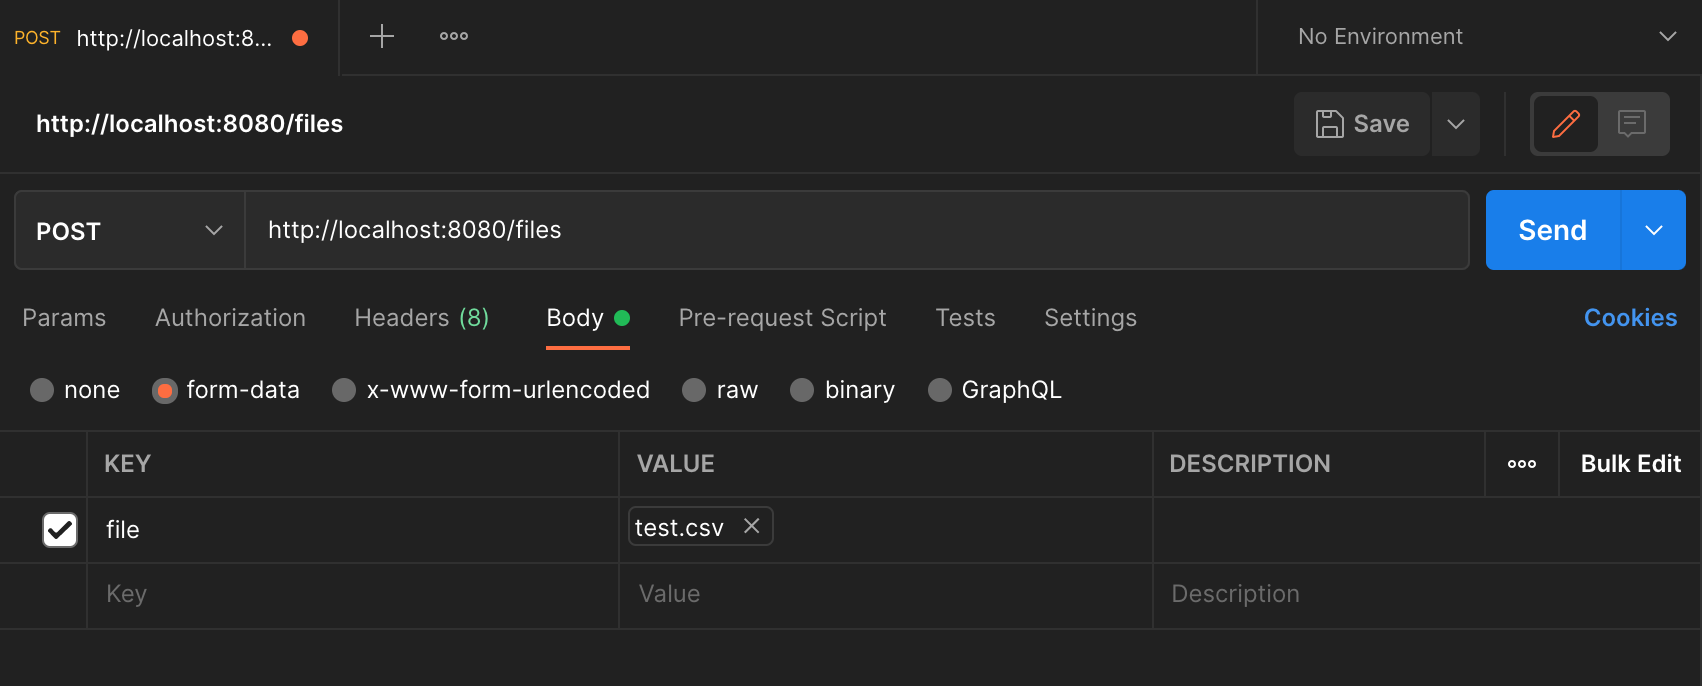 POST http://localhost:8... No Environment
http://localhost:8080/files Save
POST http://localhost:8080/files Send
Params Authorization Headers (8) Body Pre-request Script Tests Settings Cookies
none form-data x-www-form-urlencoded raw binary GraphQL
KEY VALUE DESCRIPTION Bulk Edit
file test.csv
Key Value Description